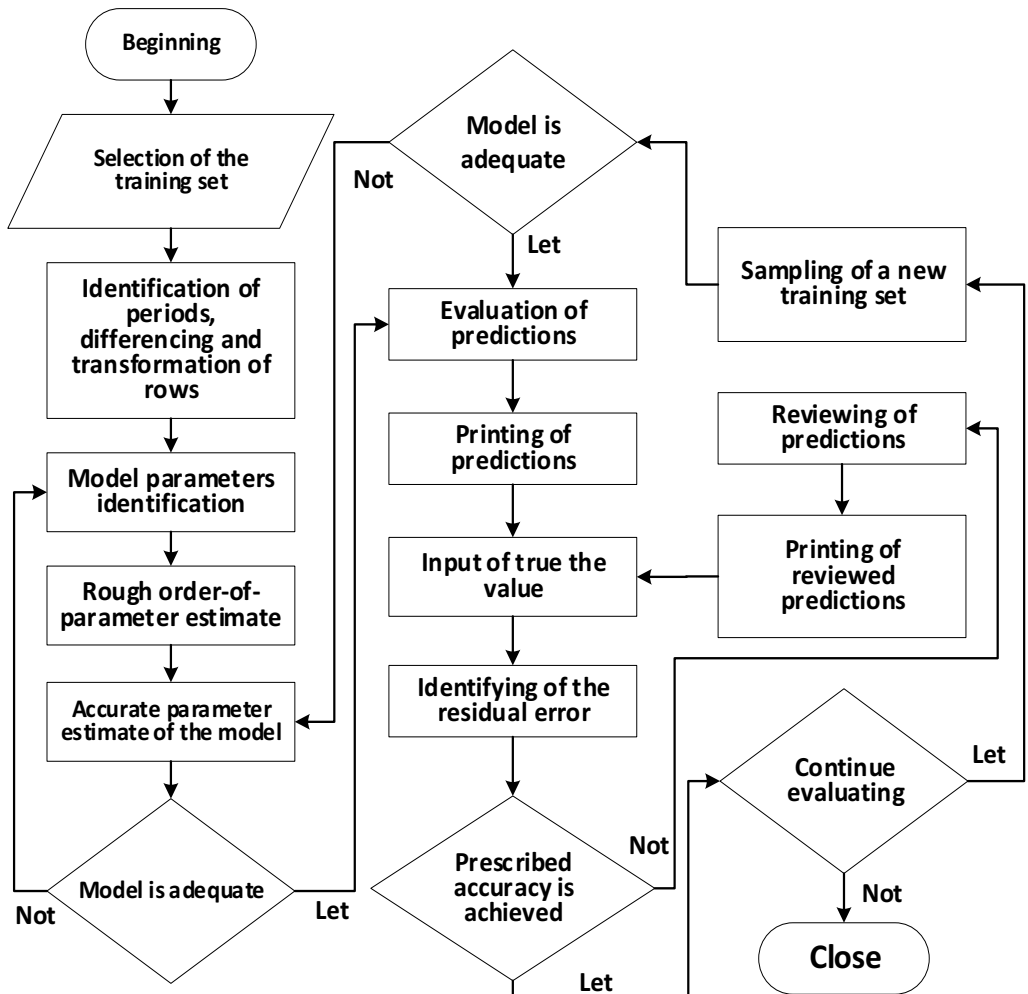 Beginning
Selection of the
training set
Identification of
periods,
differencing and
transformation of
rows
Model parameters
identification
Rough order-of-
parameter estimate
Accurate parameter
estimate of the model
Model is adequate
Not
Let
Model is
adequate
Not
Let
Evaluation of
predictions
Printing of
predictions
Input of true the
value
Identifying of the
residual error
Prescribed
accuracy is
achieved
Not
Let
Sampling of a new
training set
Reviewing of
predictions
Printing of
reviewed
predictions
Continue
evaluating
Let
Not
Close